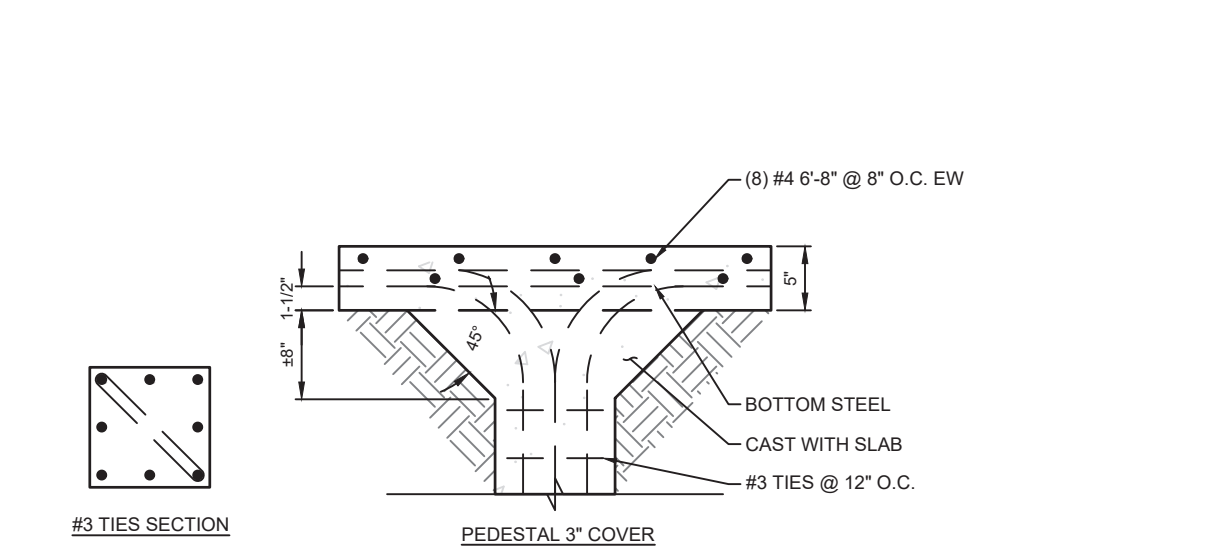 (8) #4 6'-8" @ 8" O.C. EW
5"
1-1/2"
45°
±8"
BOTTOM STEEL
CAST WITH SLAB
#3 TIES @ 12" O.C.
#3 TIES SECTION
PEDESTAL 3" COVER